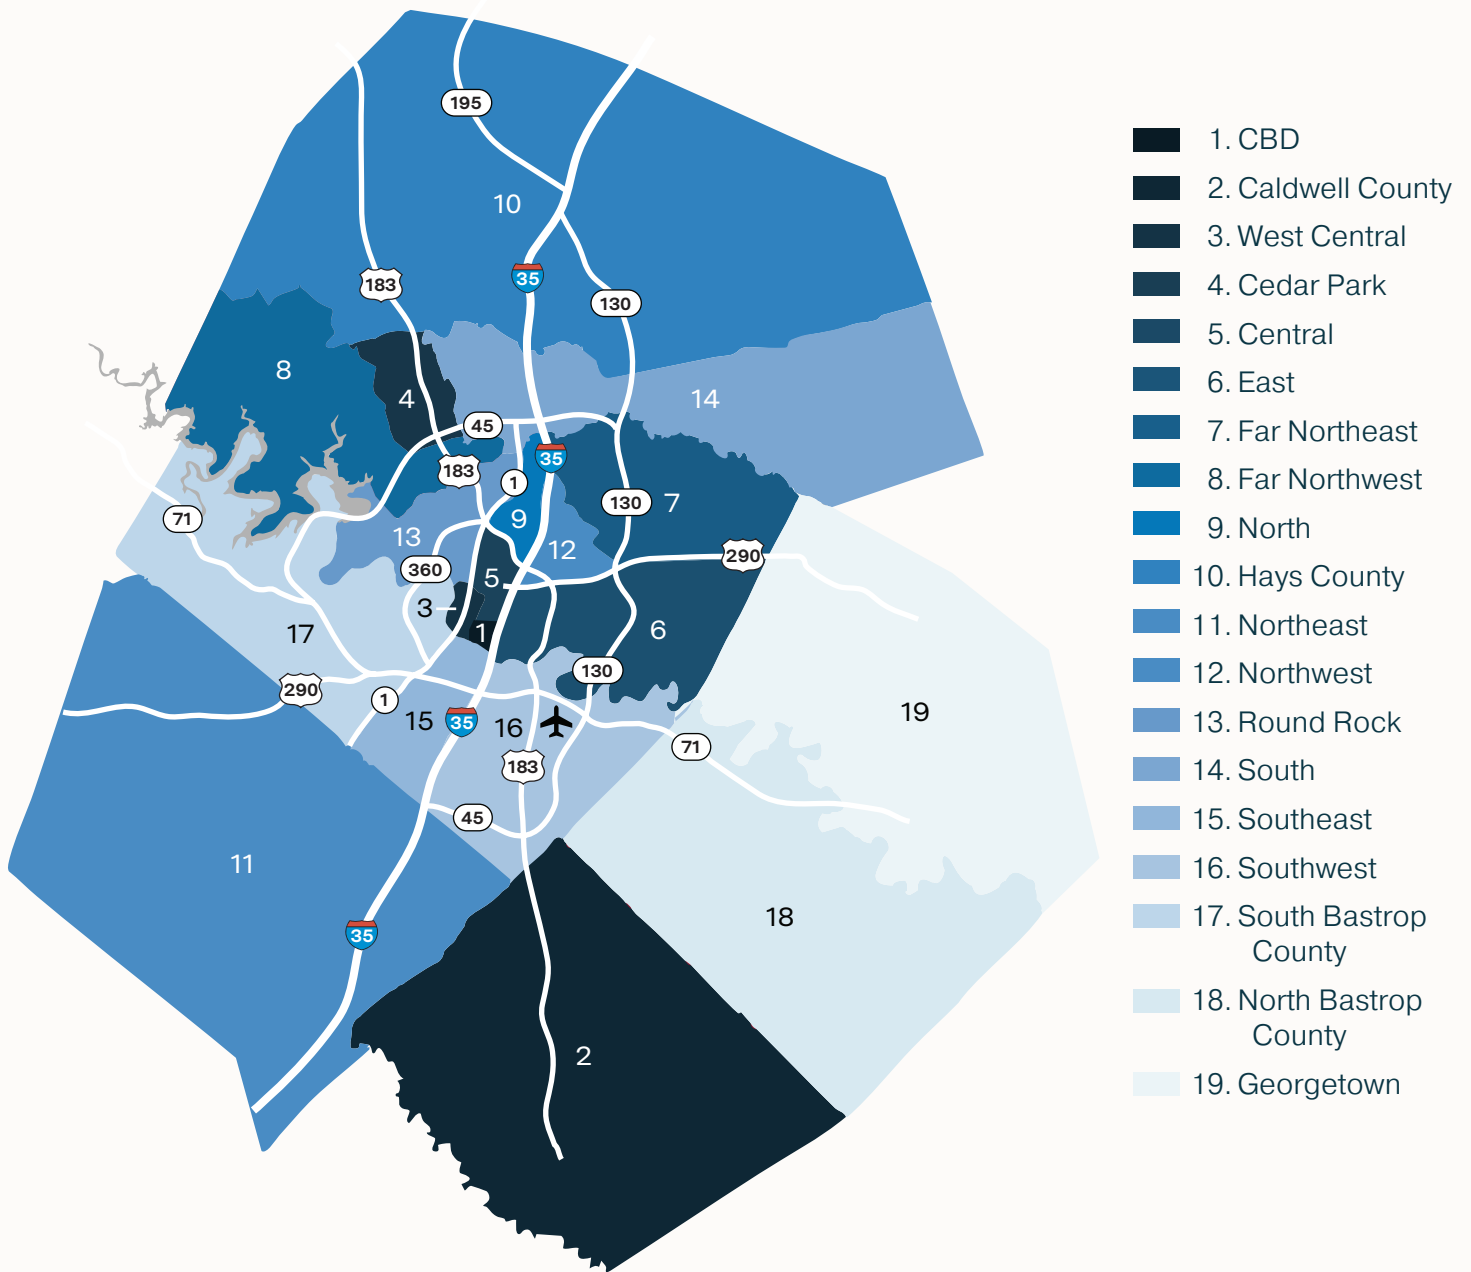 195
10
183
35
130
8
4
14
45
183
35
1
130
7
71
9
13
12
290
360
5
3
1
6
17
130
290
1
15
35
16
19
71
183
45
11
18
35
2
1. CBD
2. Caldwell County
3. West Central
4. Cedar Park
5. Central
6. East
7. Far Northeast
8. Far Northwest
9. North
10. Hays County
11. Northeast
12. Northwest
13. Round Rock
14. South
15. Southeast
16. Southwest
17. South Bastrop
County
18. North Bastrop
County
19. Georgetown